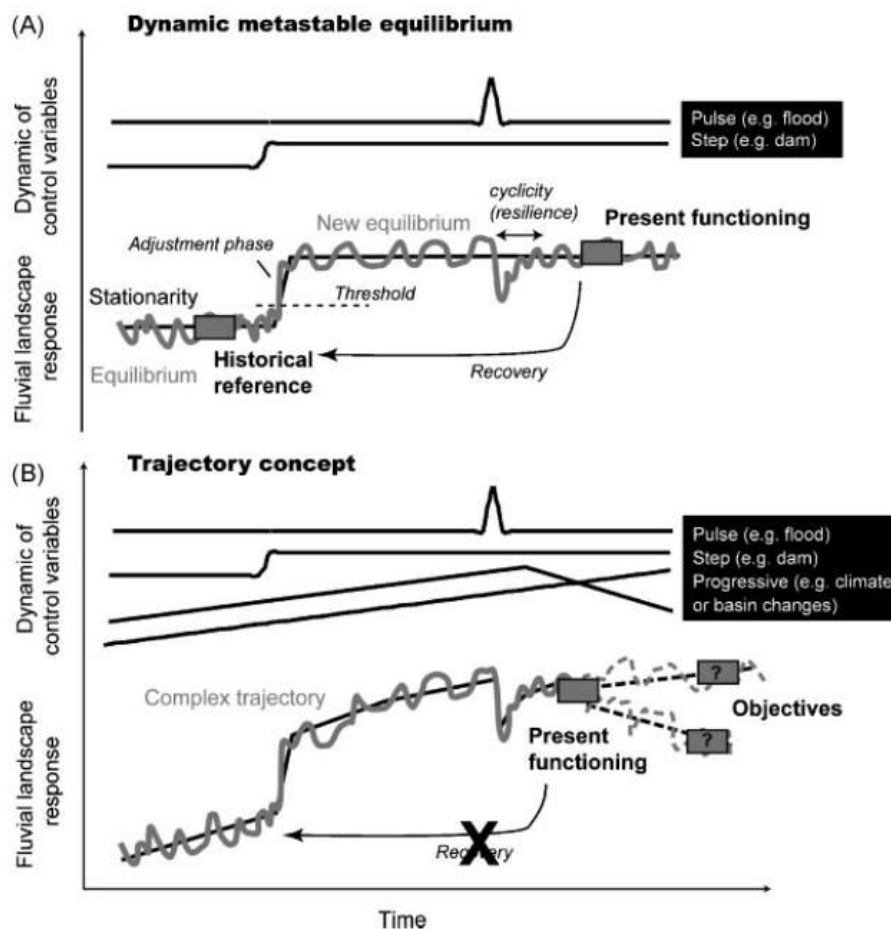 (A)
Dynamic metastable equilibrium
Dynamic of
control variables
Pulse (e.g. flood)
Step (e.g. dam)
cyclicity
(resilience)
New equilibrium
Present functioning
Adjustment phase
Stationarity
Threshold
Fluvial landscape
response
Equilibrium
Historical
reference
Recovery
(B)
Trajectory concept
Dynamic of
control variables
Pulse (e.g. flood)
Step (e.g. dam)
Progressive (e.g. climate
or basin changes)
Complex trajectory
?
Objectives
?
Present
functioning
Fluvial landscape
response
Recovery
X
Time